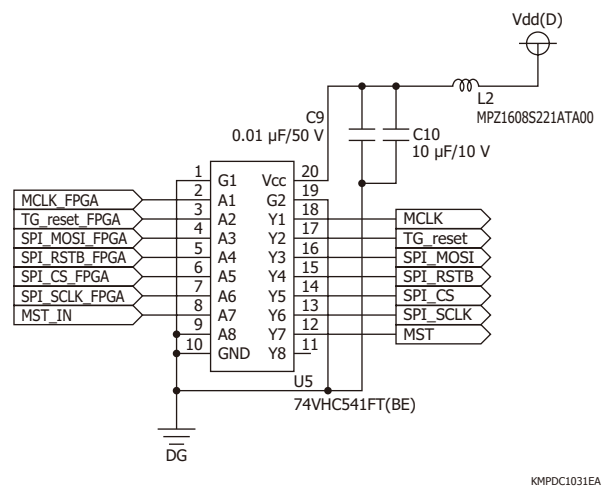 Vdd(D)
L2
MPZ1608S221ATA00
C9
0.01 µF/50 V
C10
10 µF/10 V
1 G1 Vcc 20
2 A1 G2 19
3 A2 Y1 18
4 A3 Y2 17
5 A4 Y3 16
6 A5 Y4 15
7 A6 Y5 14
8 A7 Y6 13
9 A8 Y7 12
10 GND Y8 11
MCLK_FPGA
TG_reset_FPGA
SPI_MOSI_FPGA
SPI_RSTB_FPGA
SPI_CS_FPGA
SPI_SCLK_FPGA
MST_IN
MCLK
TG_reset
SPI_MOSI
SPI_RSTB
SPI_CS
SPI_SCLK
MST
U5
74VHC541FT(BE)
DG
KMPDC1031EA